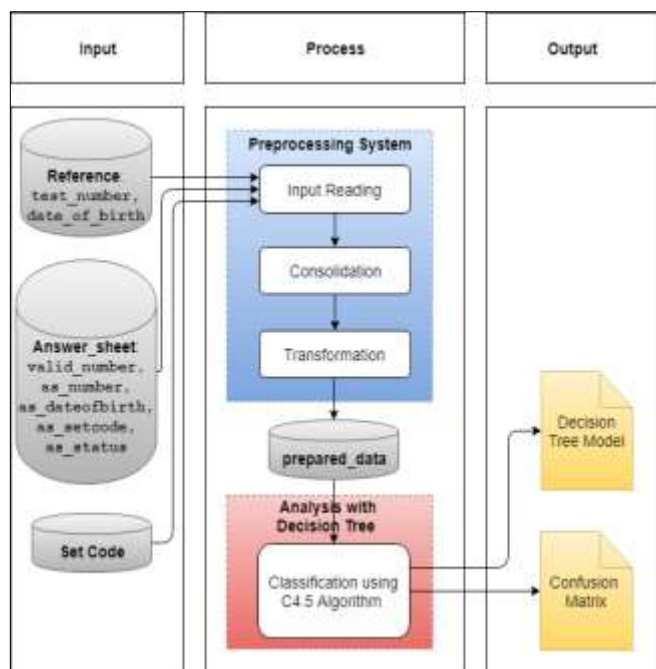 Input
Process
Output
Reference
test_number,
date_of_birth
Answer_sheet
valid_number,
as_number,
as_dateofbirth,
as_setcode,
as_status
Set Code
Preprocessing System
Input Reading
Consolidation
Transformation
prepared_data
Analysis with
Decision Tree
Classification using
C4.5 Algorithm
Decision
Tree Model
Confusion
Matrix